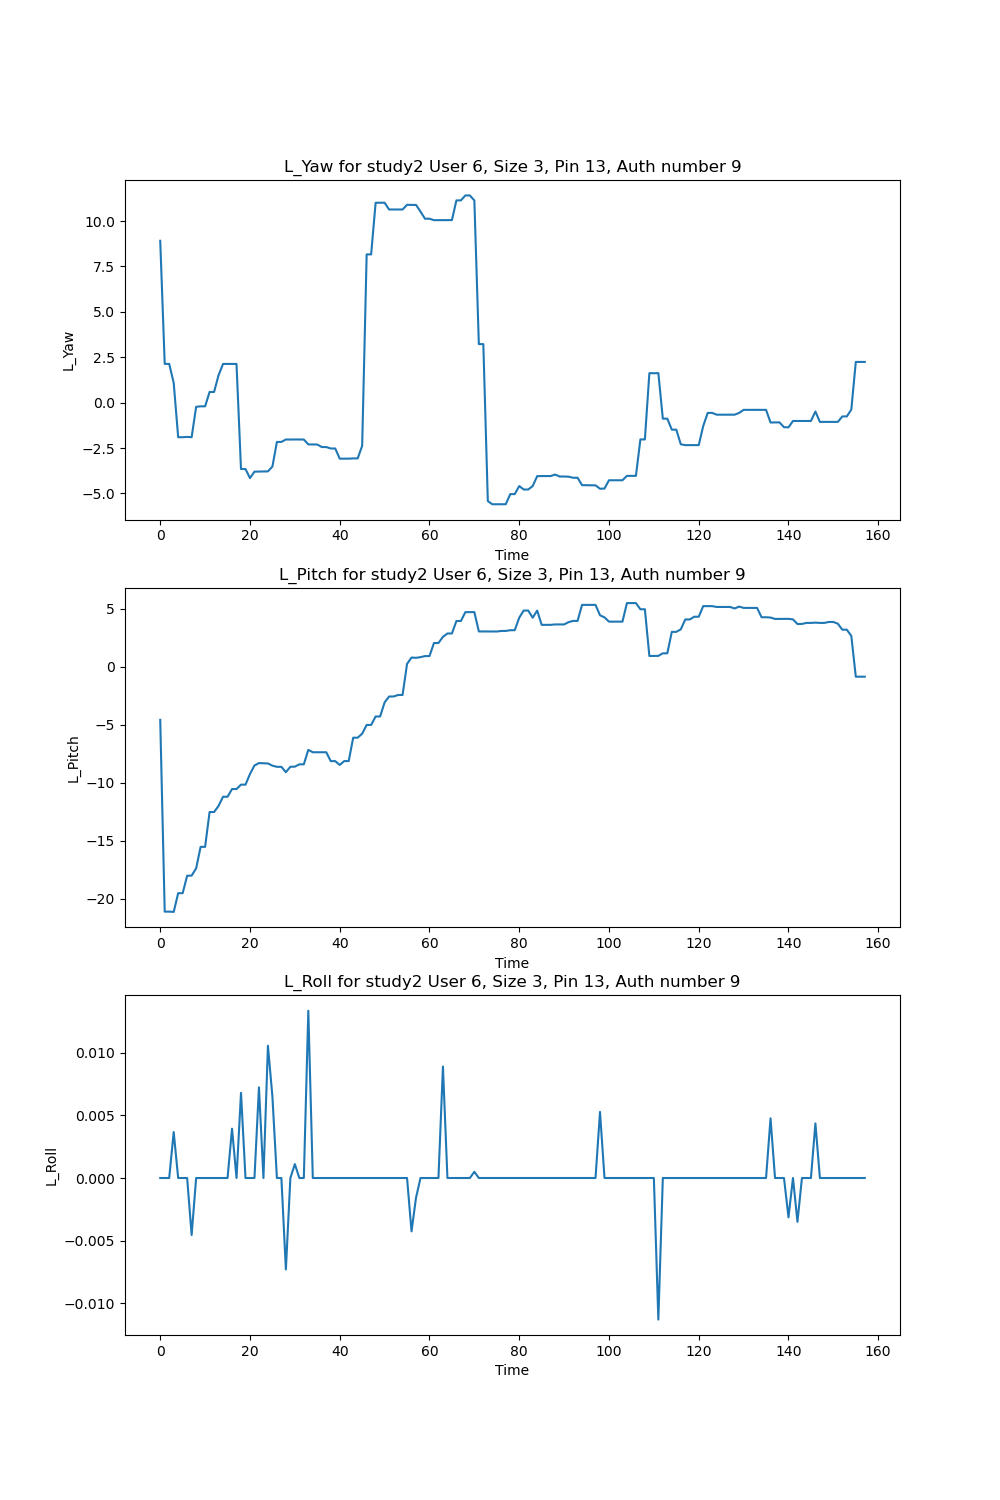 L_Yaw for study2 User 6, Size 3, Pin 13, Auth number 9
10.0
7.5
5.0
2.5
0.0
−2.5
−5.0
L_Yaw
0 20 40 60 80 100 120 140 160
Time
L_Pitch for study2 User 6, Size 3, Pin 13, Auth number 9
5
0
−5
−10
−15
−20
L_Pitch
0 20 40 60 80 100 120 140 160
Time
L_Roll for study2 User 6, Size 3, Pin 13, Auth number 9
0.010
0.005
0.000
−0.005
−0.010
L_Roll
0 20 40 60 80 100 120 140 160
Time